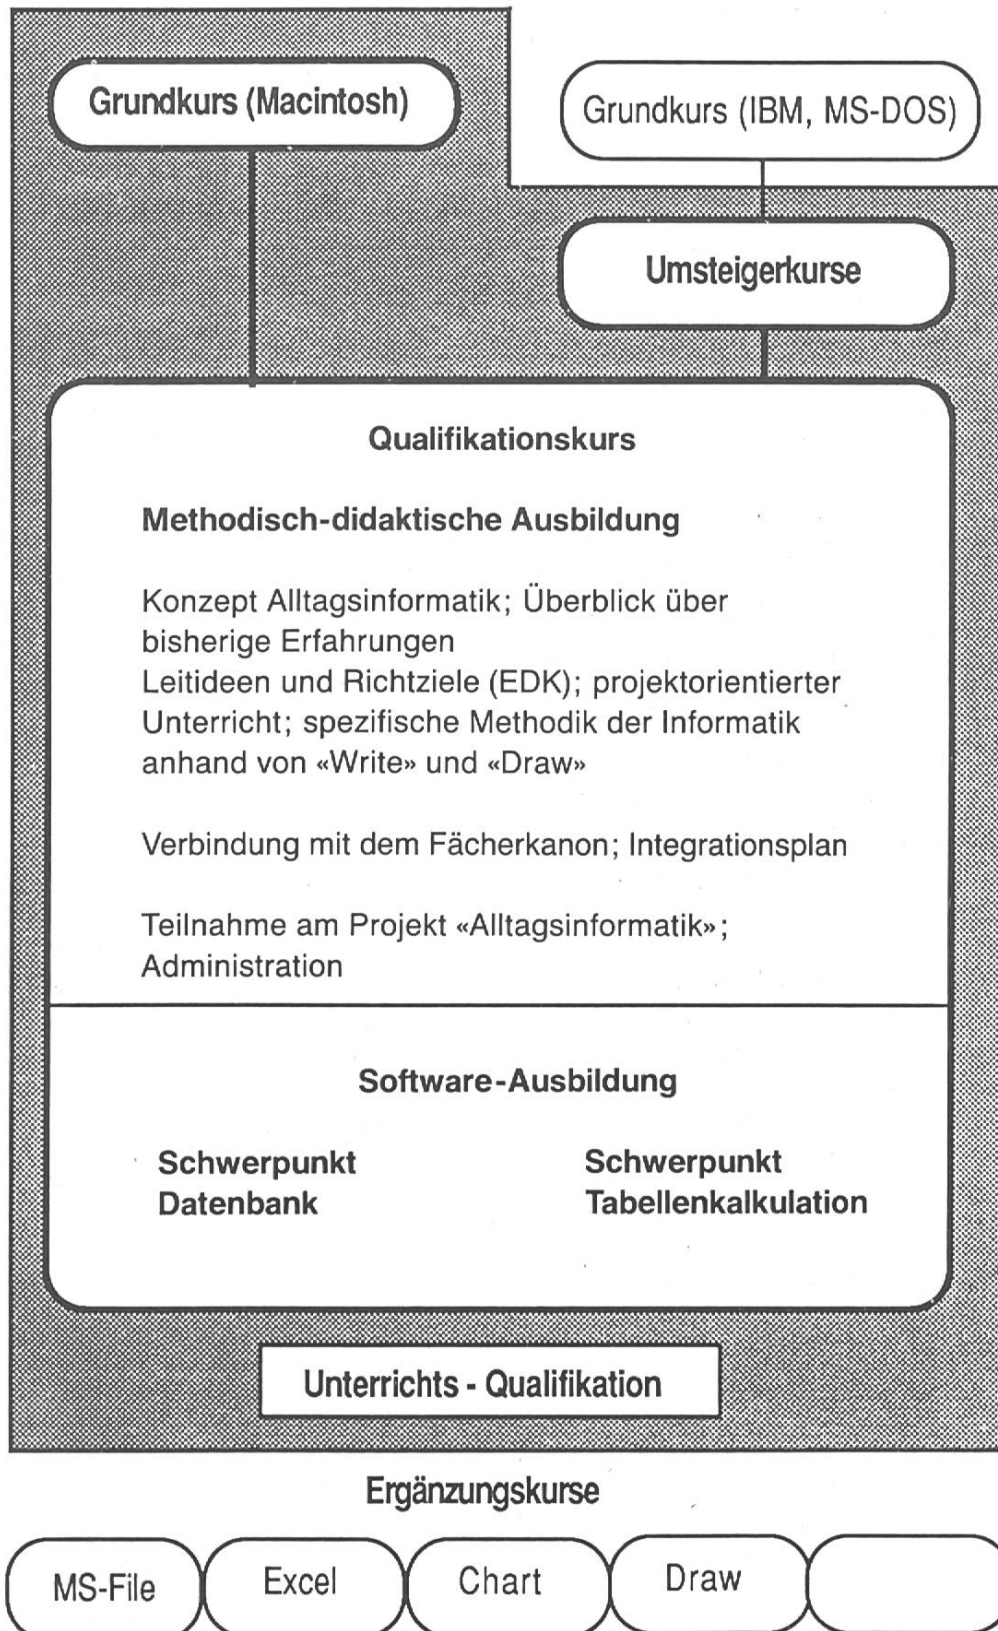 Grundkurs (Macintosh)
Grundkurs (IBM, MS-DOS)
Umsteigerkurse
Qualifikationskurs
Methodisch-didaktische Ausbildung
Konzept Alltagsinformatik; Überblick über
bisherige Erfahrungen
Leitideen und Richtziele (EDK); projektorientierter
Unterricht; spezifische Methodik der Informatik
anhand von «Write» und «Draw»
Verbindung mit dem Fächerkanon; Integrationsplan
Teilnahme am Projekt «Alltagsinformatik»;
Administration
Software-Ausbildung
Schwerpunkt
Datenbank
Schwerpunkt
Tabellenkalkulation
Unterrichts - Qualifikation
Ergänzungskurse
MS-File
Excel
Chart
Draw